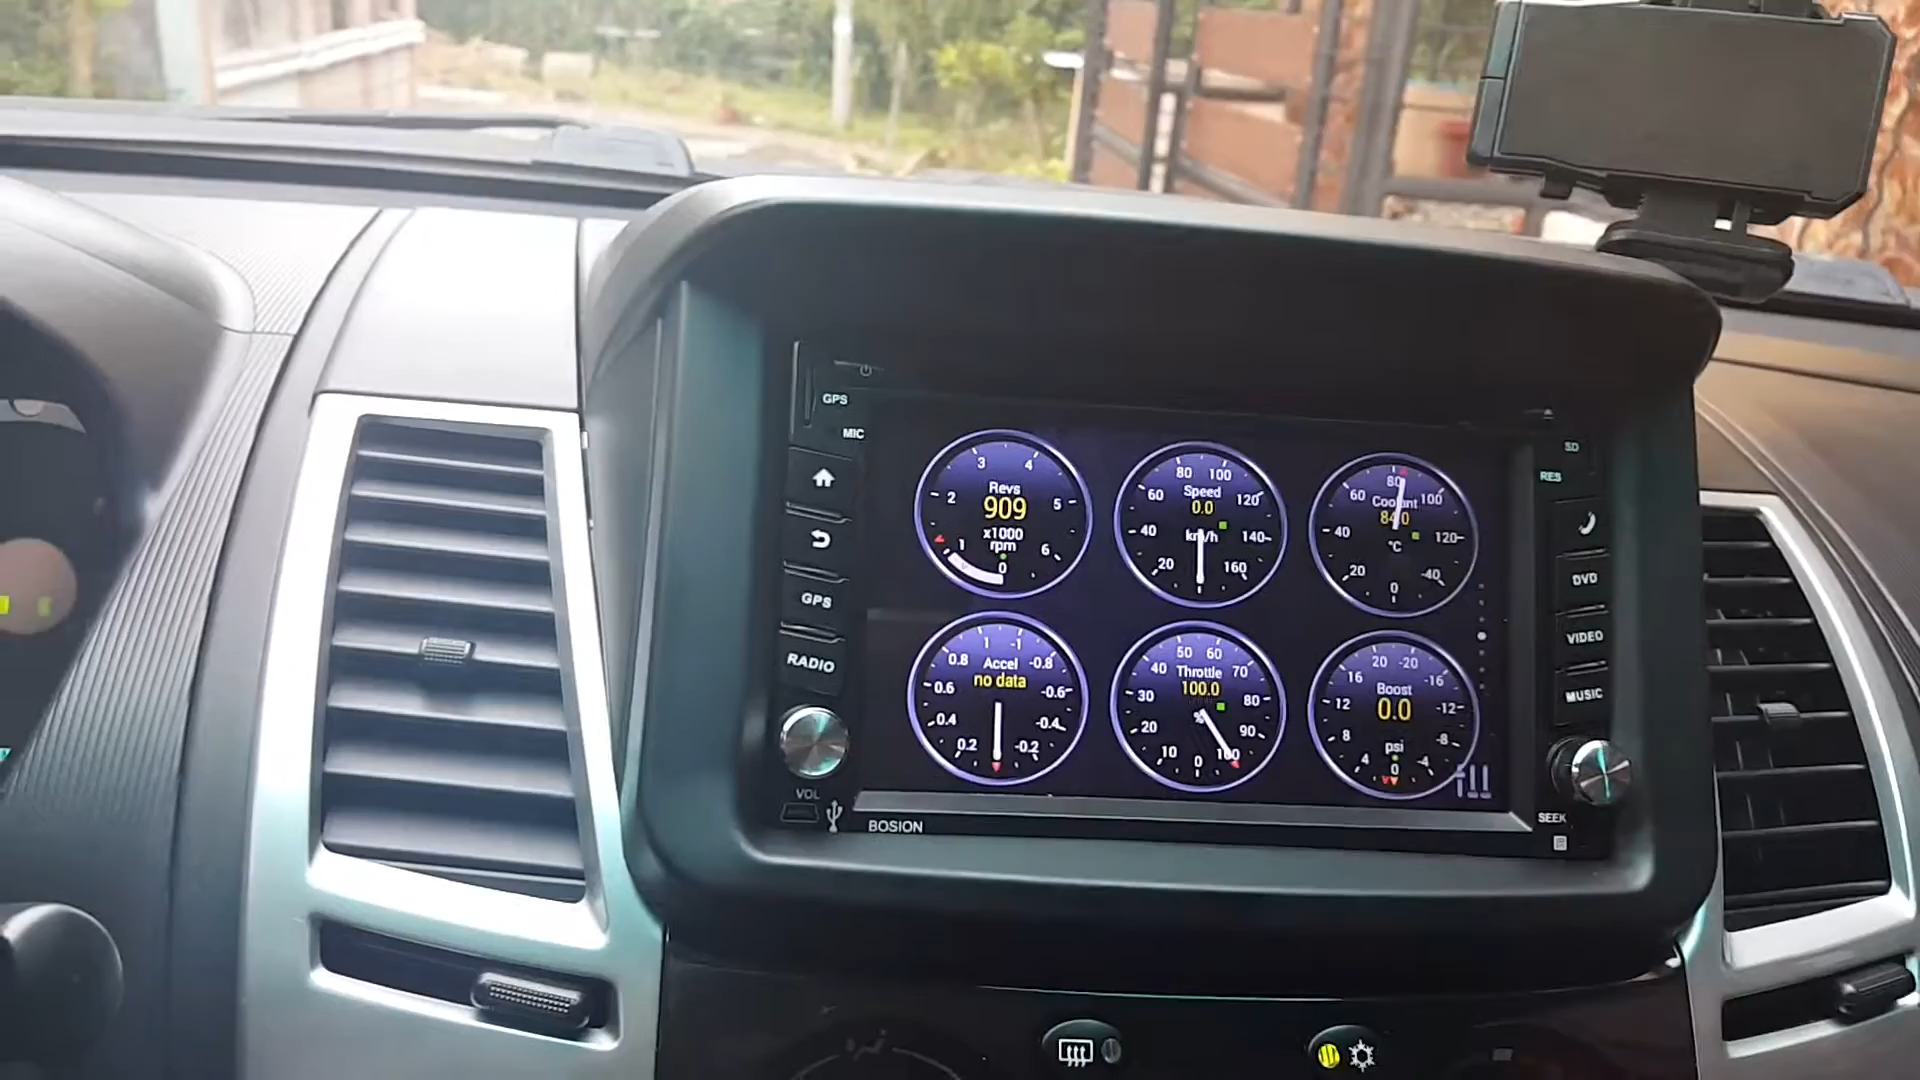 GPS
MIC
GPS
RADIO
VOL
BOSION
SD
RES
DVD
VIDEO
MUSIC
SEEK
3 4
2 5
Revs
909
x1000
rpm
1 6
0
80 100
60 120
Speed
0.0
40 km/h 140
20 160
80
60 100
Coolant
84.0
40 120
°C
20 -40
0
1 -1
0.8 Accel -0.8
no data
0.6 -0.6
0.4 -0.4
0.2 -0.2
50 60
40 Throttle 70
100.0
30 80
%
20 90
10 100
0
20 -20
16 -16
Boost
12 0.0 -12
8 psi -8
4 0 -4